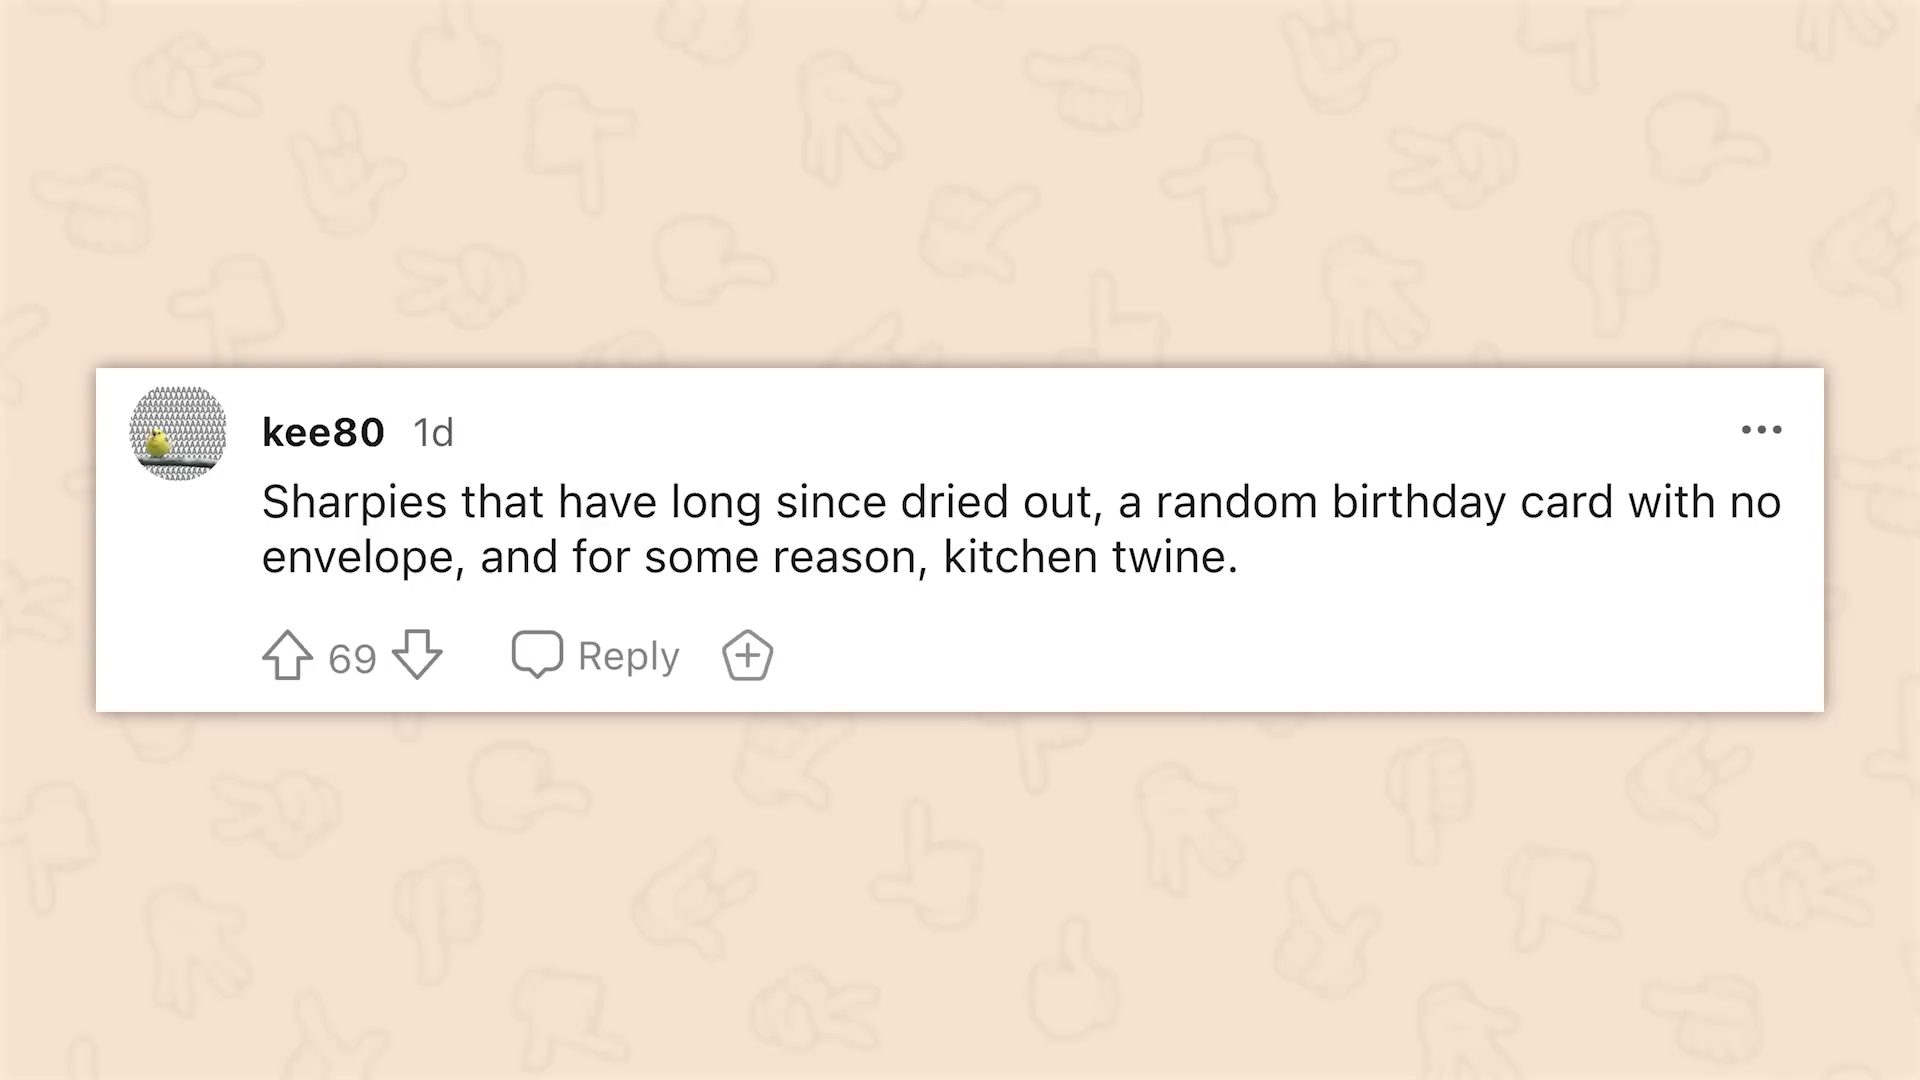 kee80 1d
Sharpies that have long since dried out, a random birthday card with no
envelope, and for some reason, kitchen twine.
69 Reply